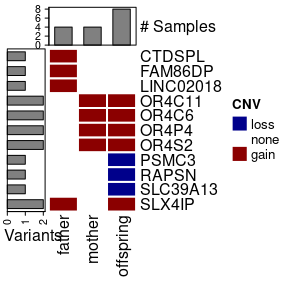 8
6
4
2
0
# Samples
CTDSPL
FAM86DP
LINC02018
OR4C11
OR4C6
OR4P4
OR4S2
PSMC3
RAPSN
SLC39A13
SLX4IP
CNV
loss
none
gain
0
1
2
Variants
father
mother
offspring